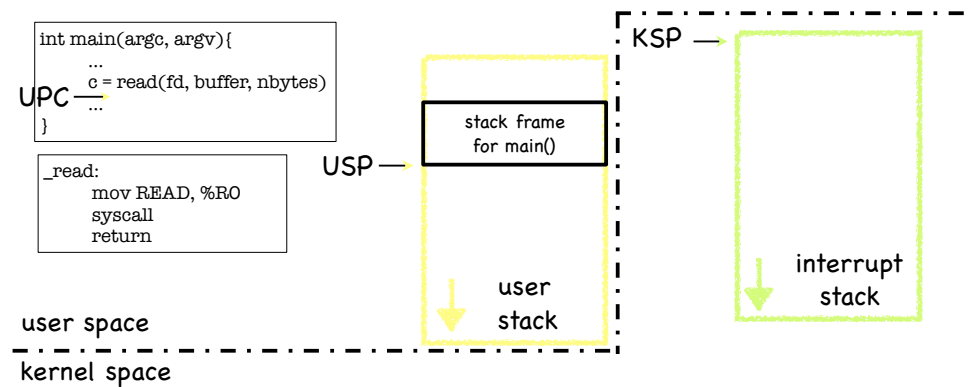 int main(argc, argv){
...
c = read(fd, buffer, nbytes)
UPC
...
}
_read:
mov READ, %R0
syscall
return
USP
stack frame
for main()
user
stack
KSP
interrupt
stack
user space
kernel space